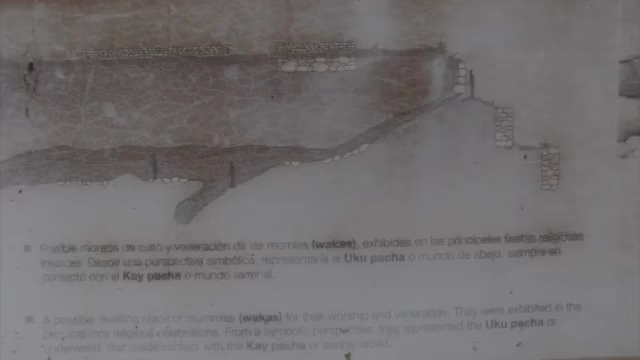 Posible morada de culto y veneración de las momias (wakas), exhibidas en las principales fiestas religiosas
incaicas. Desde una perspectiva simbólica, representaría el Uku pacha o mundo de abajo, siempre en
contacto con el Kay pacha o mundo terrenal.
A possible dwelling place of mummies (wakas) for their worship and veneration. They were exhibited in the
religious celebrations. From a symbolic perspective, they represented the Uku pacha or
underworld, that made contact with the Kay pacha or earthly world.